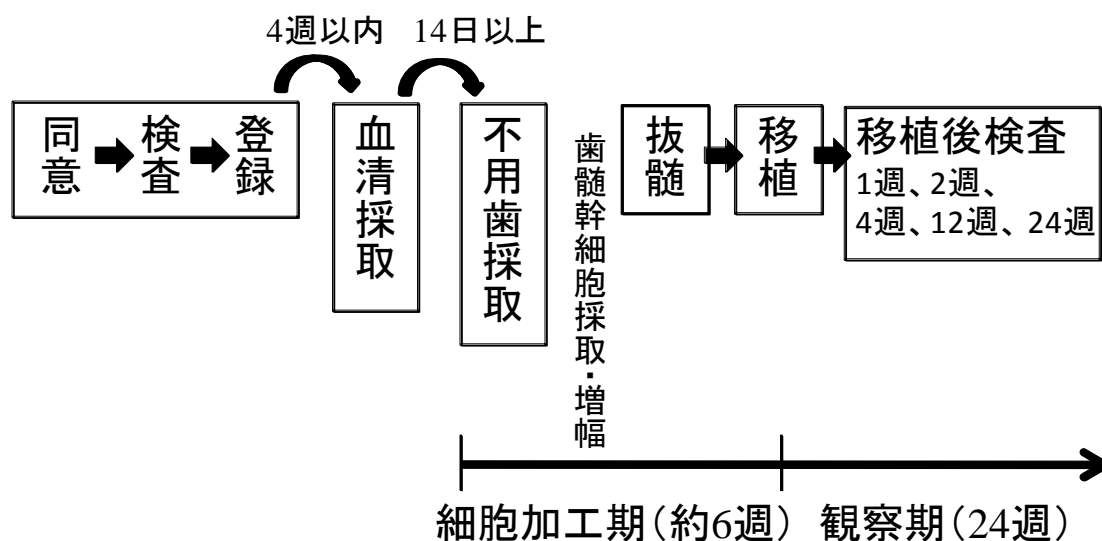 4週以内
14日以上
同意
検査
登録
血清採取
不用歯採取
歯髄幹細胞採取・増幅
抜髄
移植
移植後検査
1週、2週、
4週、12週、24週
細胞加工期(約6週)
観察期(24週)